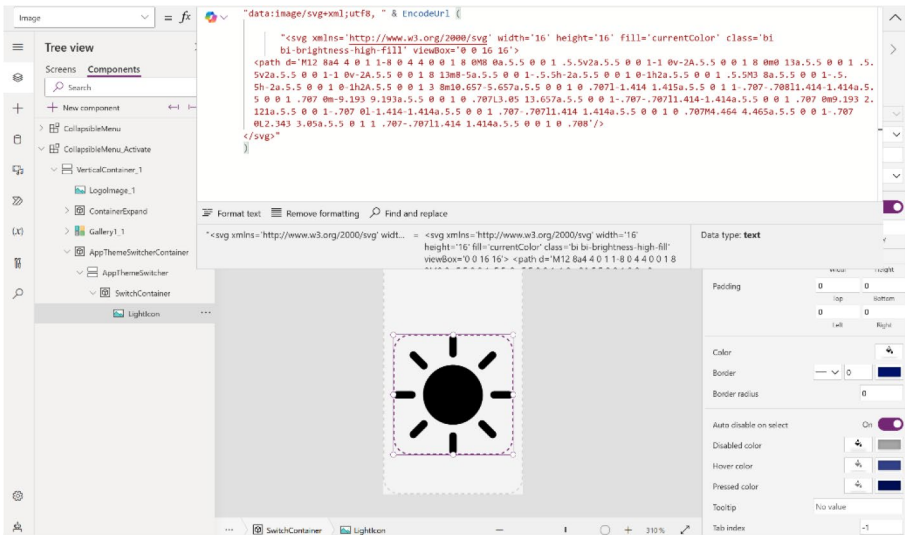 Image
= fx
"data:image/svg+xml;utf8, " & EncodeUrl (
"<svg xmlns='http://www.w3.org/2000/svg' width='16' height='16' fill='currentColor' class='bi
bi-brightness-high-fill' viewBox='0 0 16 16'>
<path d='M12 8a4 4 0 1 1-8 0 4 4 0 0 1 8 0M8 0a.5.5 0 0 1 .5.5v2a.5.5 0 0 1-1 0v-2A.5.5 0 0 1 8 0m0 13a.5.5 0 0 1 .5.
5v2a.5.5 0 0 1-1 0v-2A.5.5 0 0 1 8 13m8-5a.5.5 0 0 1-.5.5h-2a.5.5 0 0 1 0-1h2a.5.5 0 0 1 .5.5M3 8a.5.5 0 0 1-.5.
5h-2a.5.5 0 0 1 0-1h2A.5.5 0 0 1 3 8m10.657-5.657a.5.5 0 0 1 0 .707l-1.414 1.415a.5.5 0 1 1-.707-.708l1.414-1.414a.5.
5 0 0 1 .707 0m-9.193 9.193a.5.5 0 0 1 0 .707L3.05 13.657a.5.5 0 0 1-.707-.707l1.414-1.414a.5.5 0 0 1 .707 0m9.193 2.
121a.5.5 0 0 1-.707 0l-1.414-1.414a.5.5 0 0 1 .707-.707l1.414 1.414a.5.5 0 0 1 0 .707M4.464 4.465a.5.5 0 0 1-.707
0L2.343 3.05a.5.5 0 1 1 .707-.707l1.414 1.414a.5.5 0 0 1 0 .708'/>
</svg>"
)
Format text Remove formatting Find and replace
"<svg xmlns='http://www.w3.org/2000/svg' widt... = <svg xmlns='http://www.w3.org/2000/svg' width='16'
height='16' fill='currentColor' class='bi bi-brightness-high-fill'
viewBox='0 0 16 16'> <path d='M12 8a4 4 0 1 1-8 0 4 4 0 0 1 8
Data type: text
Tree view
Screens Components
Search
New component
CollapsibleMenu
CollapsibleMenu_Activate
VerticalContainer_1
LogoImage_1
ContainerExpand
Gallery1_1
AppThemeSwitcherContainer
AppThemeSwitcher
SwitchContainer
LightIcon ...
(x)
Width Height
Padding 0 0
Top Bottom
0 0
Left Right
Color
Border 0
Border radius 0
Auto disable on select On
Disabled color
Hover color
Pressed color
Tooltip No value
Tab index -1
... SwitchContainer LightIcon − + 310 %